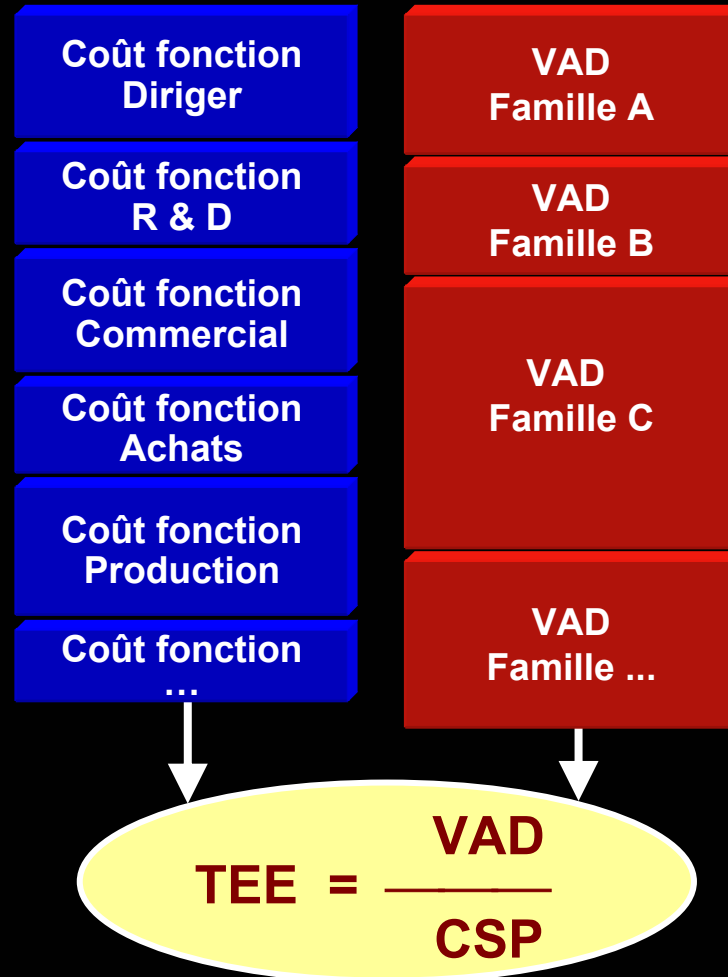 Coût fonction
Diriger
Coût fonction
R & D
Coût fonction
Commercial
Coût fonction
Achats
Coût fonction
Production
Coût fonction
...
VAD
Famille A
VAD
Famille B
VAD
Famille C
VAD
Famille ...
VAD
TEE =
CSP